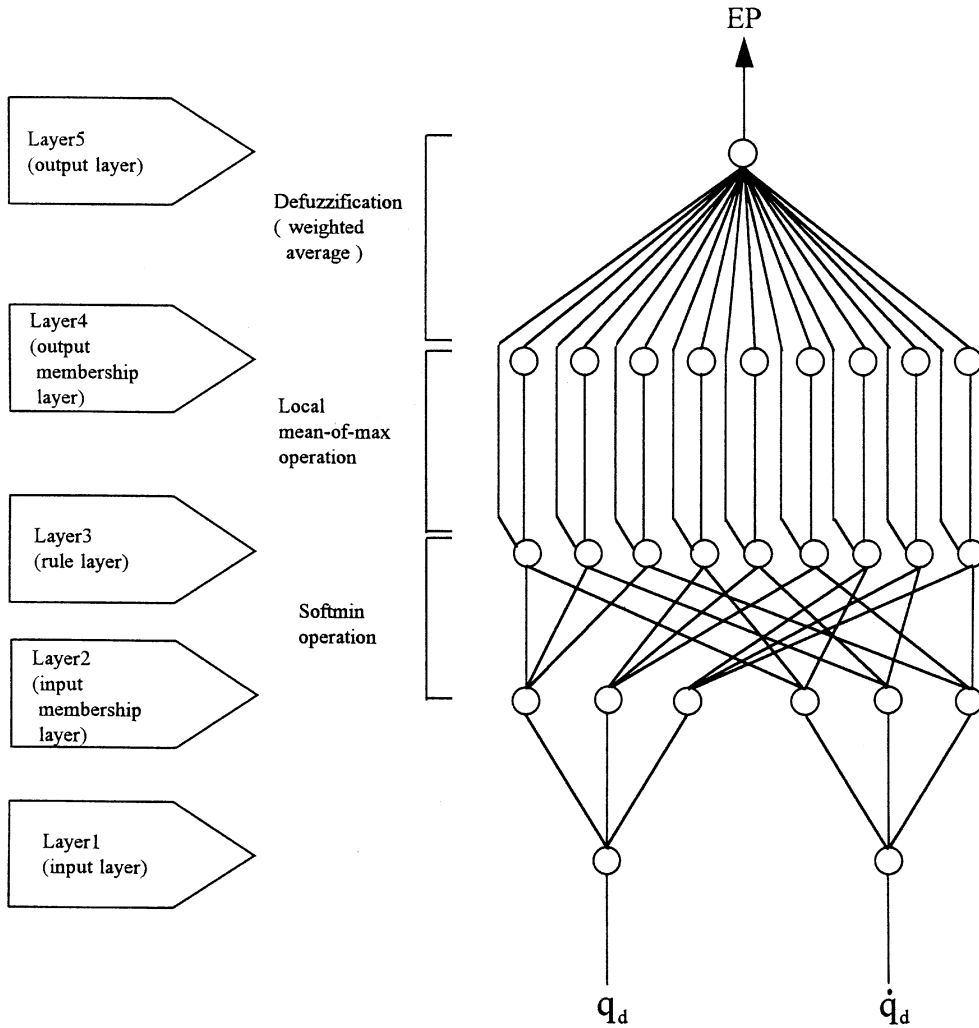 EP
Layer5
(output layer)
Defuzzification
( weighted
average )
Layer4
(output
membership
layer)
Local
mean-of-max
operation
Layer3
(rule layer)
Softmin
operation
Layer2
(input
membership
layer)
Layer1
(input layer)
q_d
q̇_d